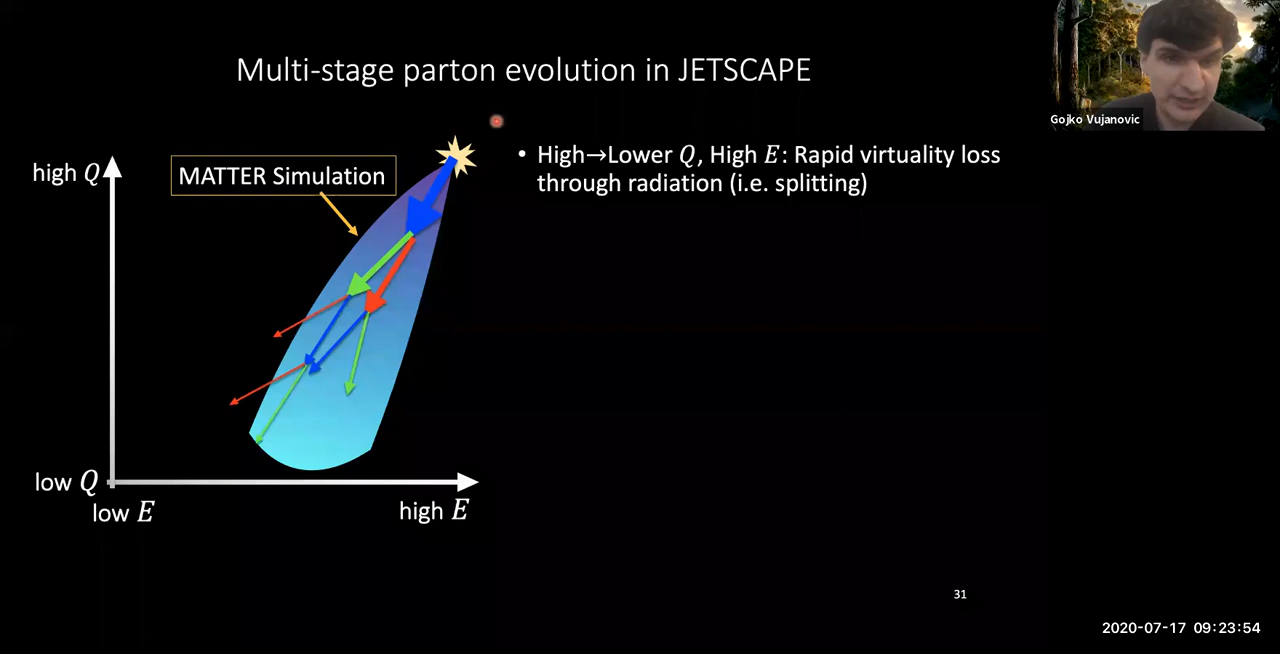 Multi-stage parton evolution in JETSCAPE
Gojko Vujanovic
high Q
MATTER Simulation
• High→Lower Q, High E: Rapid virtuality loss
through radiation (i.e. splitting)
low Q
low E
high E
31
2020-07-17 09:23:54